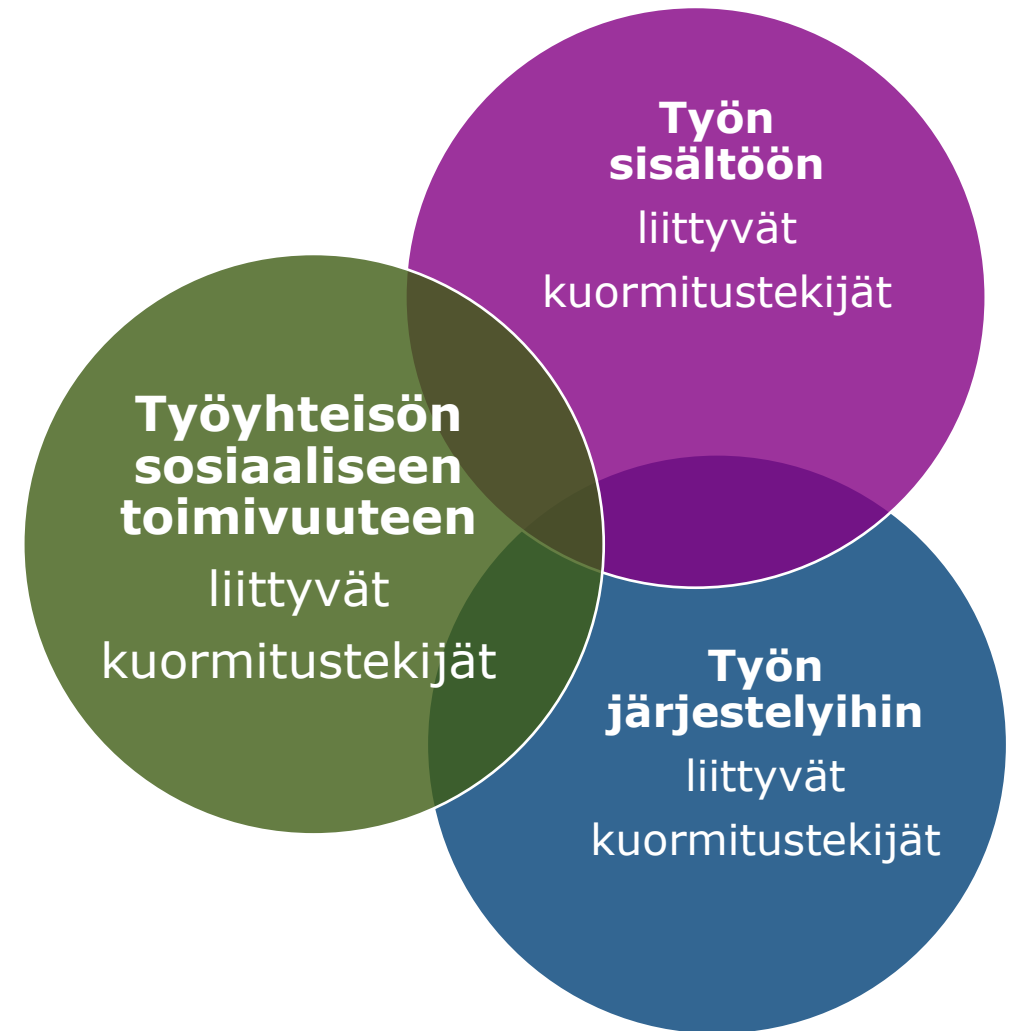 Työn
sisältöön
liittyvät
kuormitustekijät
Työyhteisön
sosiaaliseen
toimivuuteen
liittyvät
kuormitustekijät
Työn
järjestelyihin
liittyvät
kuormitustekijät